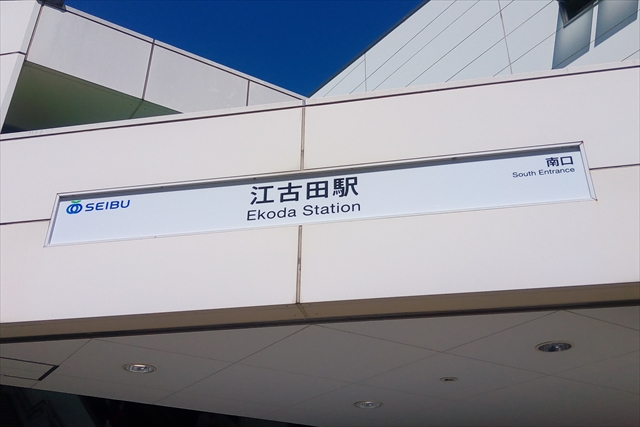 SEIBU
江古田駅
Ekoda Station
南口
South Entrance